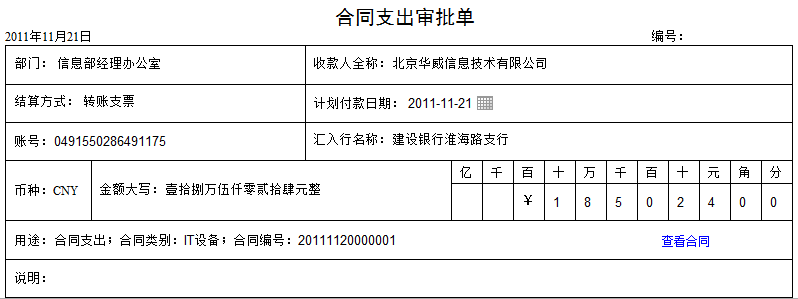 合同支出审批单
2011年11月21日 编号：
部门： 信息部经理办公室 收款人全称：北京华威信息技术有限公司
结算方式： 转账支票 计划付款日期： 2011-11-21
账号：0491550286491175 汇入行名称：建设银行淮海路支行
币种：CNY 金额大写：壹拾捌万伍仟零贰拾肆元整 亿 千 百 十 万 千 百 十 元 角 分
￥ 1 8 5 0 2 4 0 0
用途：合同支出；合同类别：IT设备；合同编号：20111120000001 查看合同
说明：